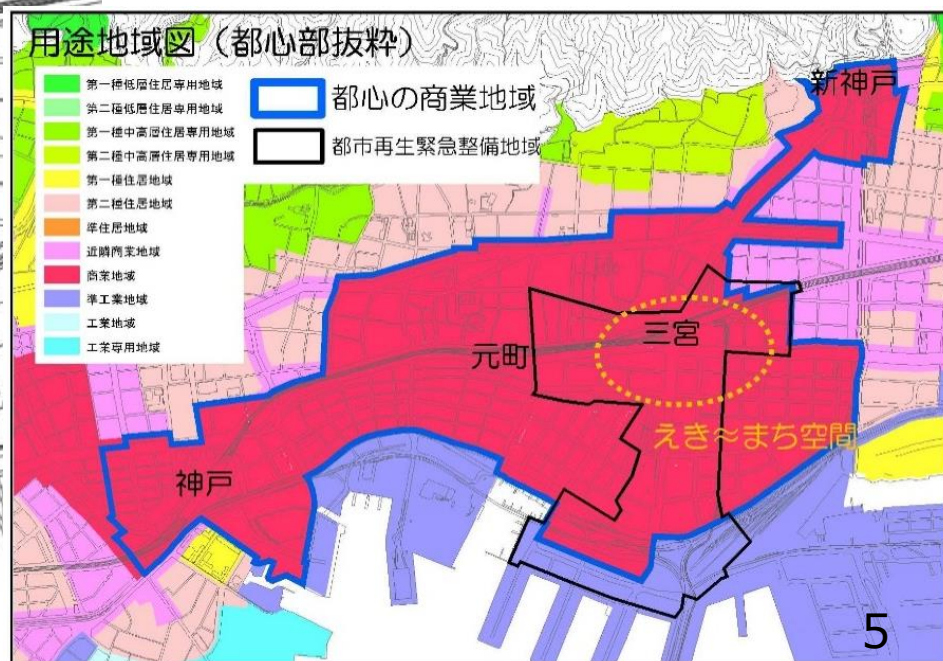 用途地域図（都心部抜粋）
第一種低層住居専用地域
第二種低層住居専用地域
第一種中高層住居専用地域
第二種中高層住居専用地域
第一種住居地域
第二種住居地域
準住居地域
近隣商業地域
商業地域
準工業地域
工業地域
工業専用地域
都心の商業地域
都市再生緊急整備地域
新神戸
三宮
元町
えき～まち空間
神戸
5